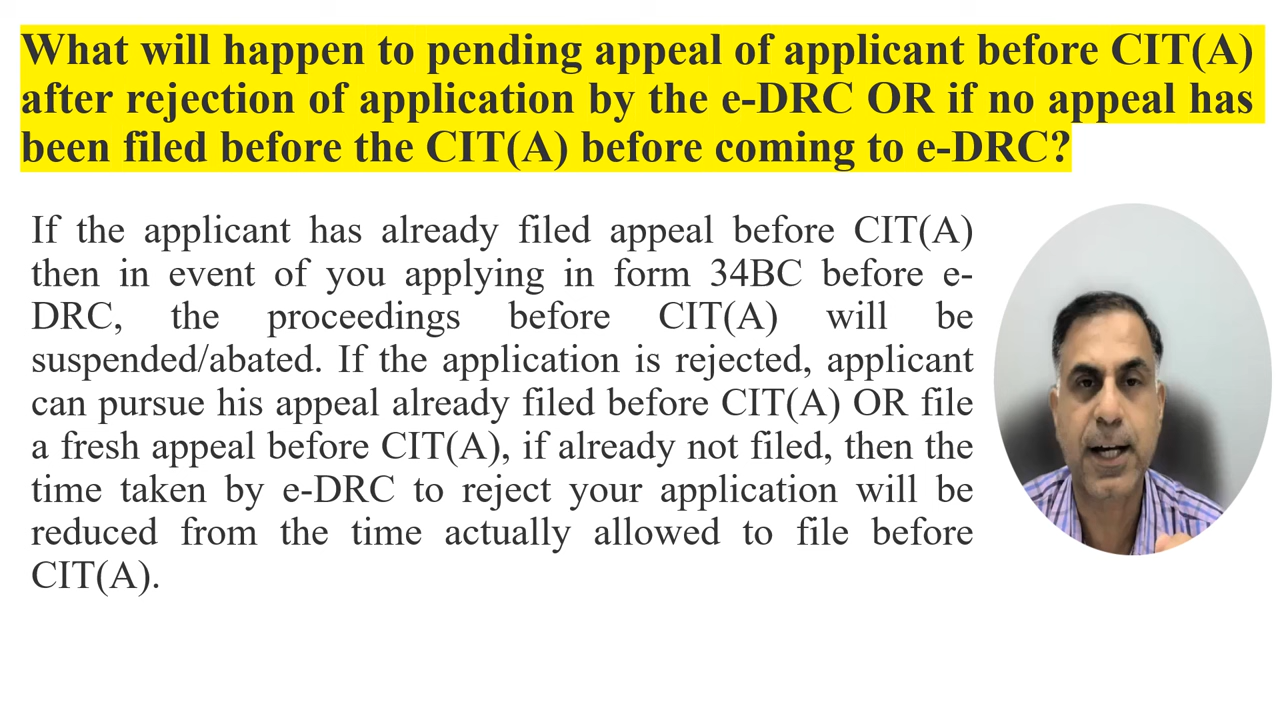 What will happen to pending appeal of applicant before CIT(A)
after rejection of application by the e-DRC OR if no appeal has
been filed before the CIT(A) before coming to e-DRC?
If the applicant has already filed appeal before CIT(A)
then in event of you applying in form 34BC before e-
DRC, the proceedings before CIT(A) will be
suspended/abated. If the application is rejected, applicant
can pursue his appeal already filed before CIT(A) OR file
a fresh appeal before CIT(A), if already not filed, then the
time taken by e-DRC to reject your application will be
reduced from the time actually allowed to file before
CIT(A).